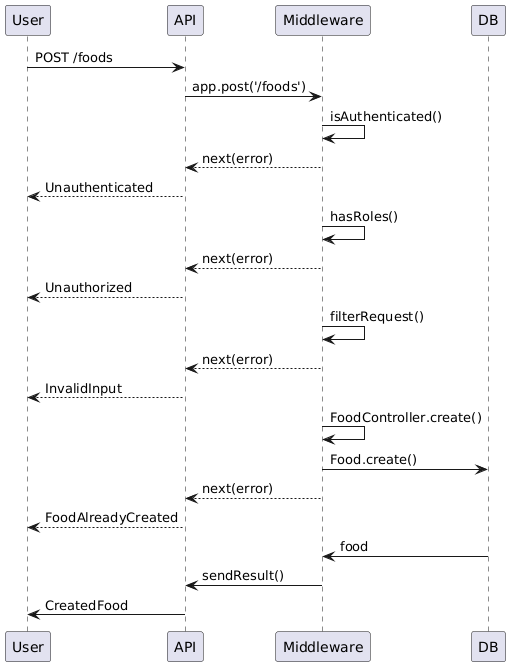 User API Middleware DB
POST /foods
app.post('/foods')
isAuthenticated()
next(error)
Unauthenticated
hasRoles()
next(error)
Unauthorized
filterRequest()
next(error)
InvalidInput
FoodController.create()
Food.create()
next(error)
FoodAlreadyCreated
food
sendResult()
CreatedFood
User API Middleware DB